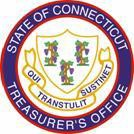 STATE OF CONNECTICUT
QUI TRANSTULIT SUSTINET
TREASURER'S OFFICE